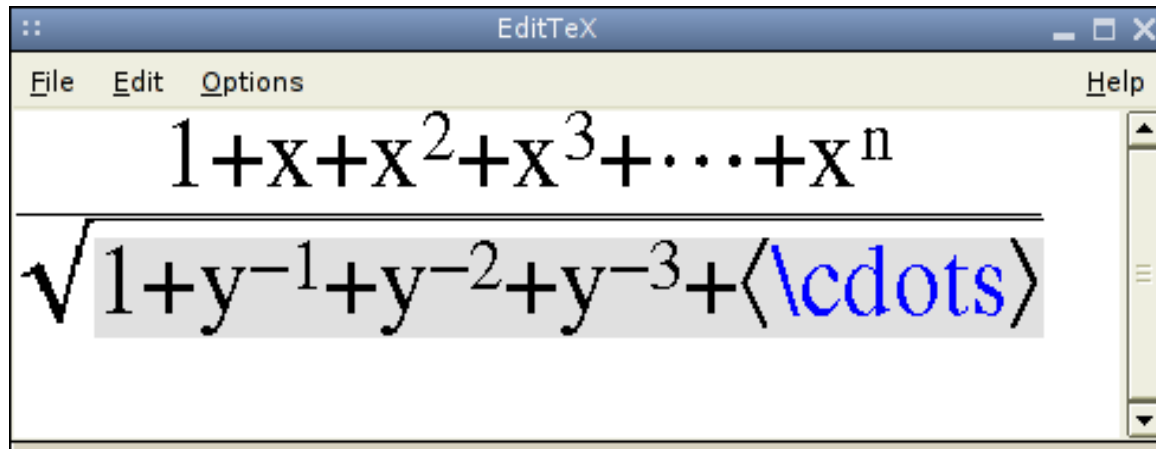 EditTeX
File Edit Options Help
1+x+x²+x³+⋯+xⁿ
√1+y⁻¹+y⁻²+y⁻³+⟨\cdots⟩